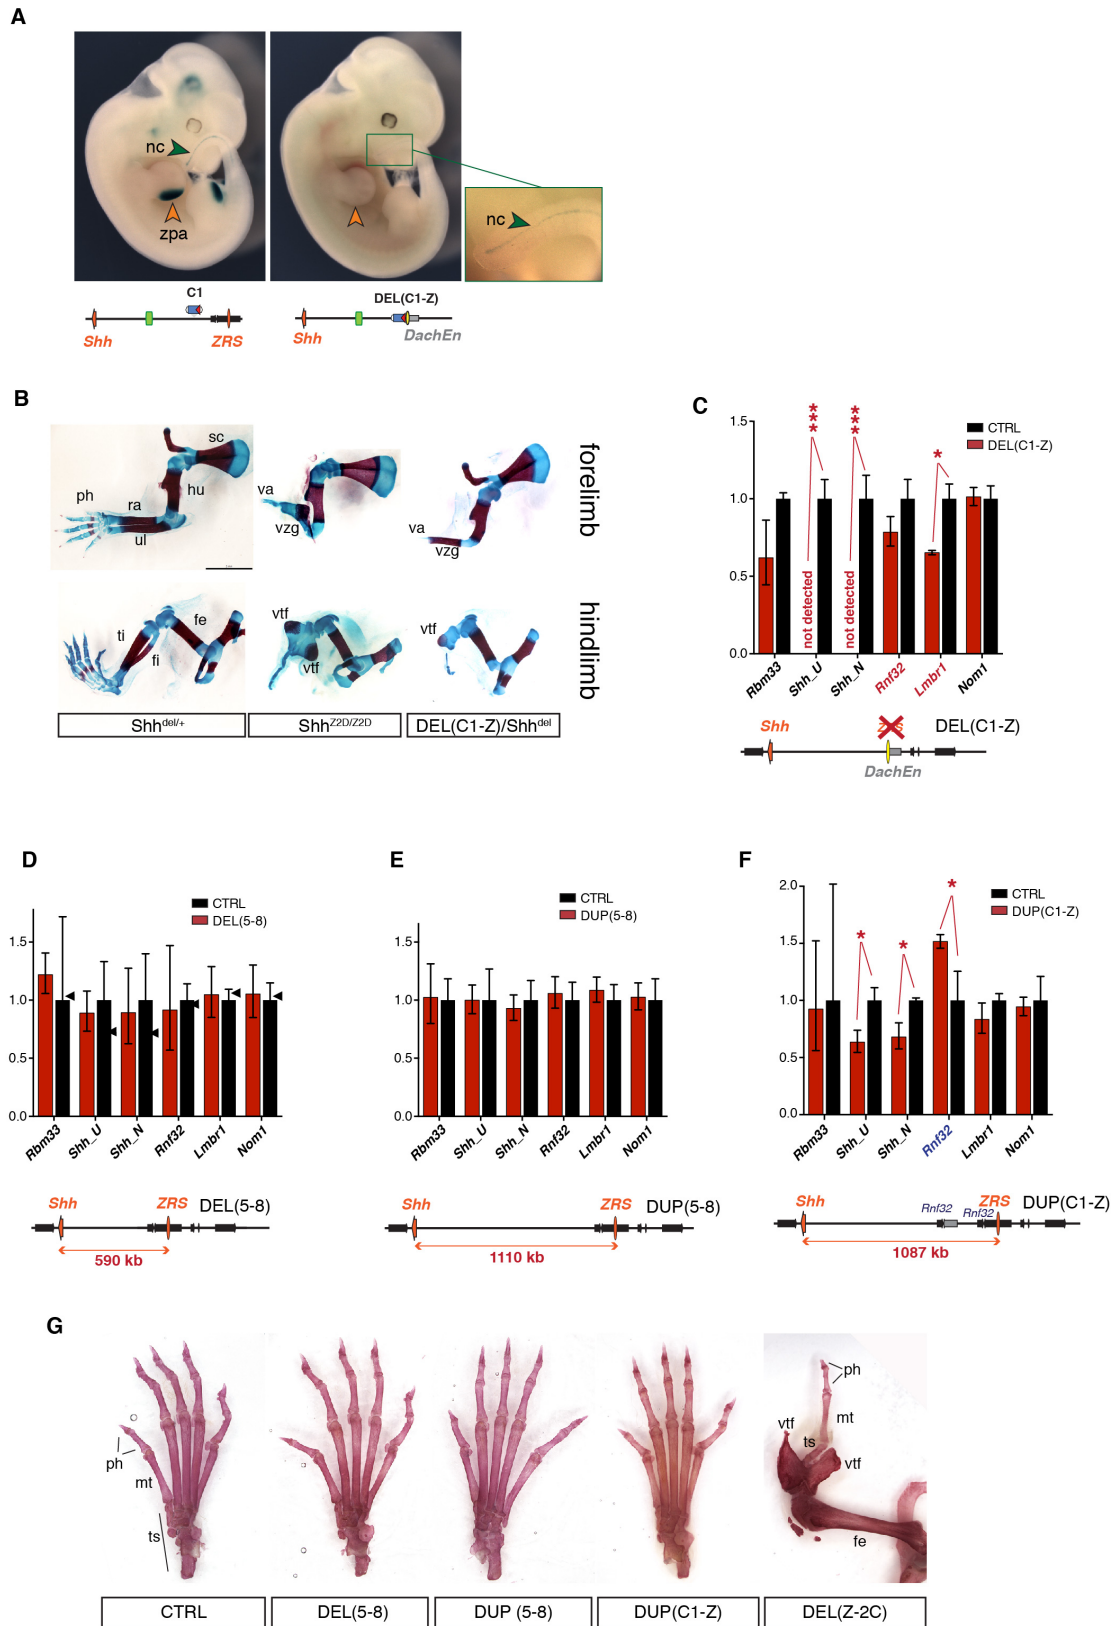 A
nc
zpa
nc
C1
Shh
ZRS
DEL(C1-Z)
Shh
DachEn
B
sc
ph
ra
hu
ul
va
vzg
va
vzg
forelimb
ti
fe
fi
vtf
vtf
vtf
hindlimb
Shhdel/+
ShhZ2D/Z2D
DEL(C1-Z)/Shhdel
C
CTRL
DEL(C1-Z)
1.5
1.0
0.5
0.0
***
***
*
not detected
not detected
Rbm33
Shh_U
Shh_N
Rnf32
Lmbr1
Nom1
Shh
ZRS
DEL(C1-Z)
DachEn
D
CTRL
DEL(5-8)
1.5
1.0
0.5
0.0
Rbm33
Shh_U
Shh_N
Rnf32
Lmbr1
Nom1
Shh
ZRS
DEL(5-8)
590 kb
E
CTRL
DUP(5-8)
1.5
1.0
0.5
0.0
Rbm33
Shh_U
Shh_N
Rnf32
Lmbr1
Nom1
Shh
ZRS
DUP(5-8)
1110 kb
F
CTRL
DUP(C1-Z)
2.0
1.5
1.0
0.5
0.0
*
*
*
Rbm33
Shh_U
Shh_N
Rnf32
Lmbr1
Nom1
Rnf32
Rnf32
ZRS
DUP(C1-Z)
Shh
1087 kb
G
ph
mt
ts
ph
mt
vtf
ts
vtf
fe
CTRL
DEL(5-8)
DUP (5-8)
DUP(C1-Z)
DEL(Z-2C)